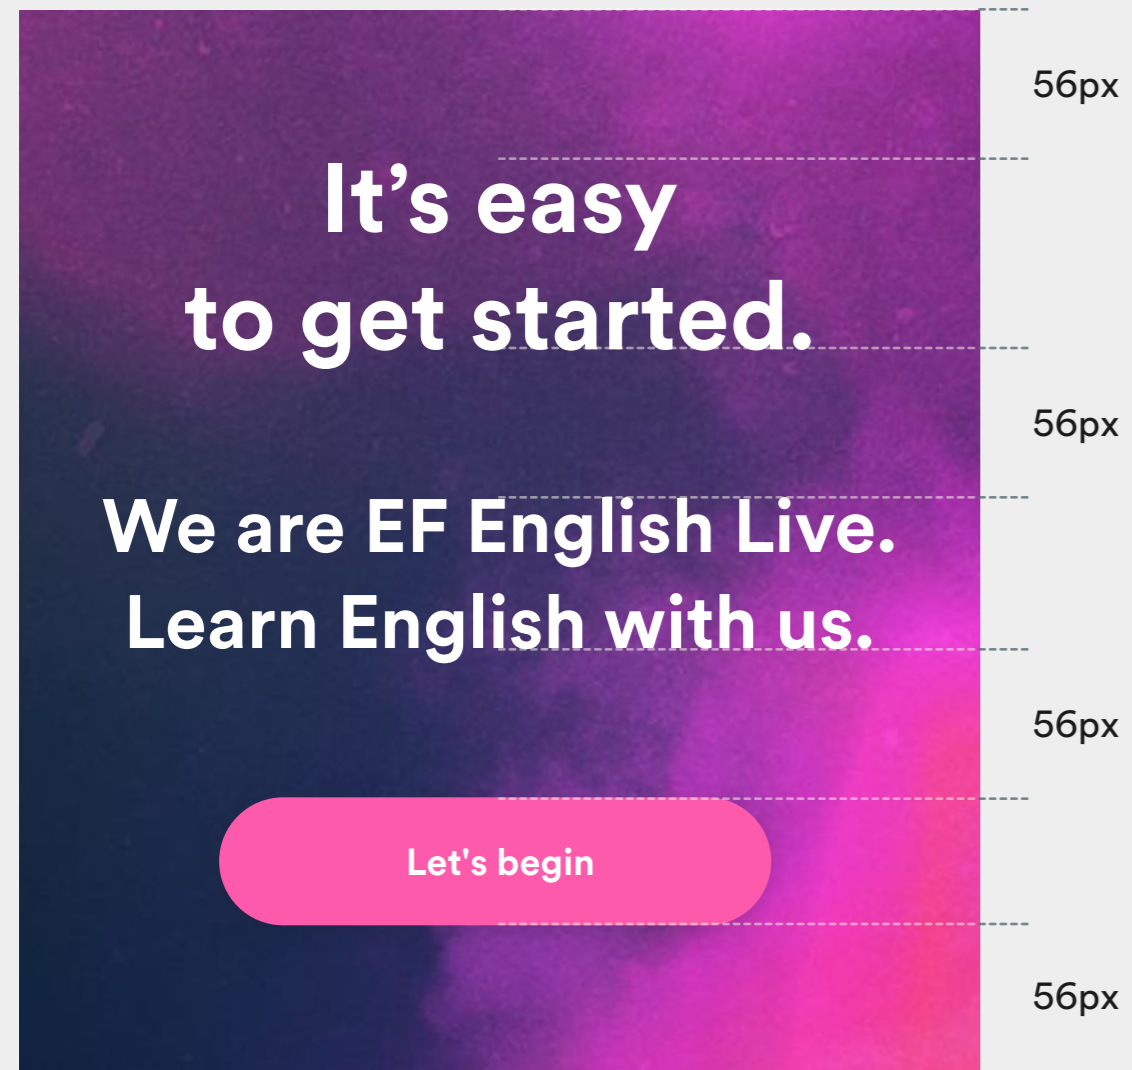 56px
It’s easy
to get started.
56px
We are EF English Live.
Learn English with us.
56px
Let's begin
56px